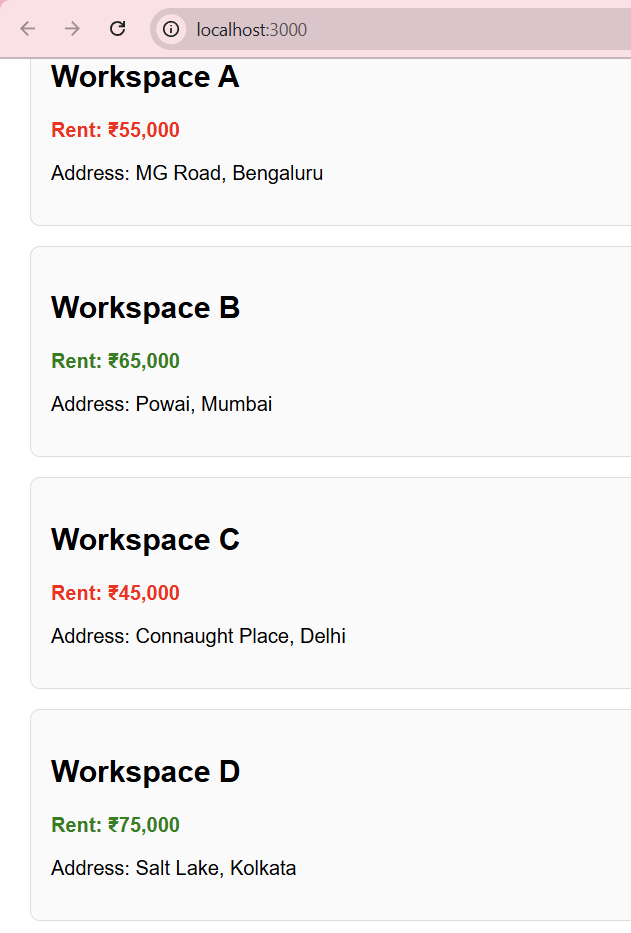 localhost:3000
Workspace A
Rent: ₹55,000
Address: MG Road, Bengaluru
Workspace B
Rent: ₹65,000
Address: Powai, Mumbai
Workspace C
Rent: ₹45,000
Address: Connaught Place, Delhi
Workspace D
Rent: ₹75,000
Address: Salt Lake, Kolkata